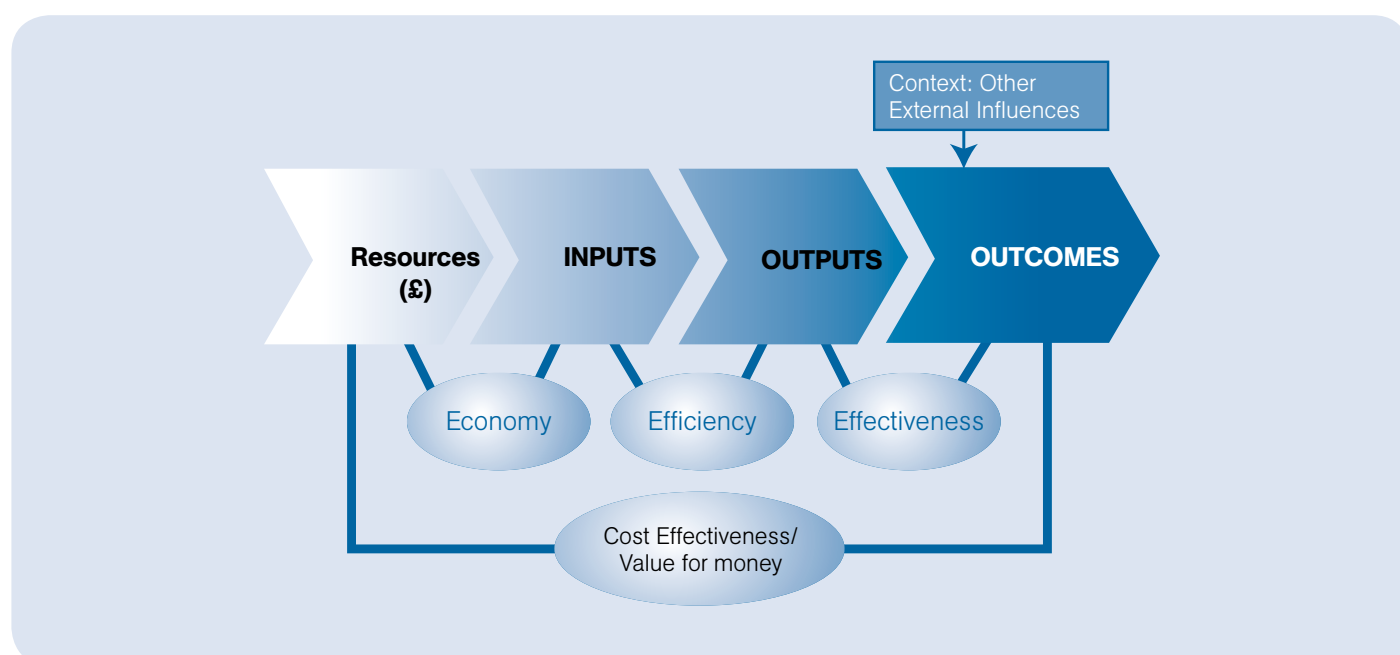 Context: Other
External Influences
Resources
(£)
INPUTS
OUTPUTS
OUTCOMES
Economy
Efficiency
Effectiveness
Cost Effectiveness/
Value for money